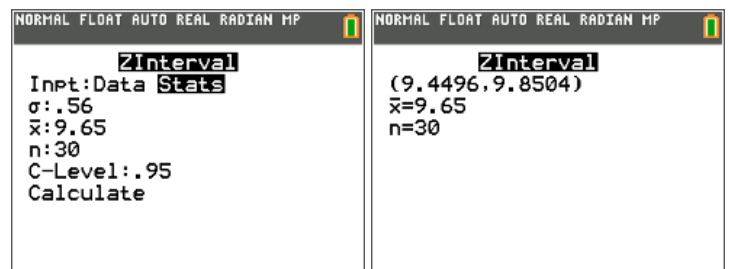 NORMAL FLOAT AUTO REAL RADIAN MP
ZInterval
Inpt:Data Stats
σ:.56
x̄:9.65
n:30
C-Level:.95
Calculate
NORMAL FLOAT AUTO REAL RADIAN MP
ZInterval
(9.4496,9.8504)
x̄=9.65
n=30